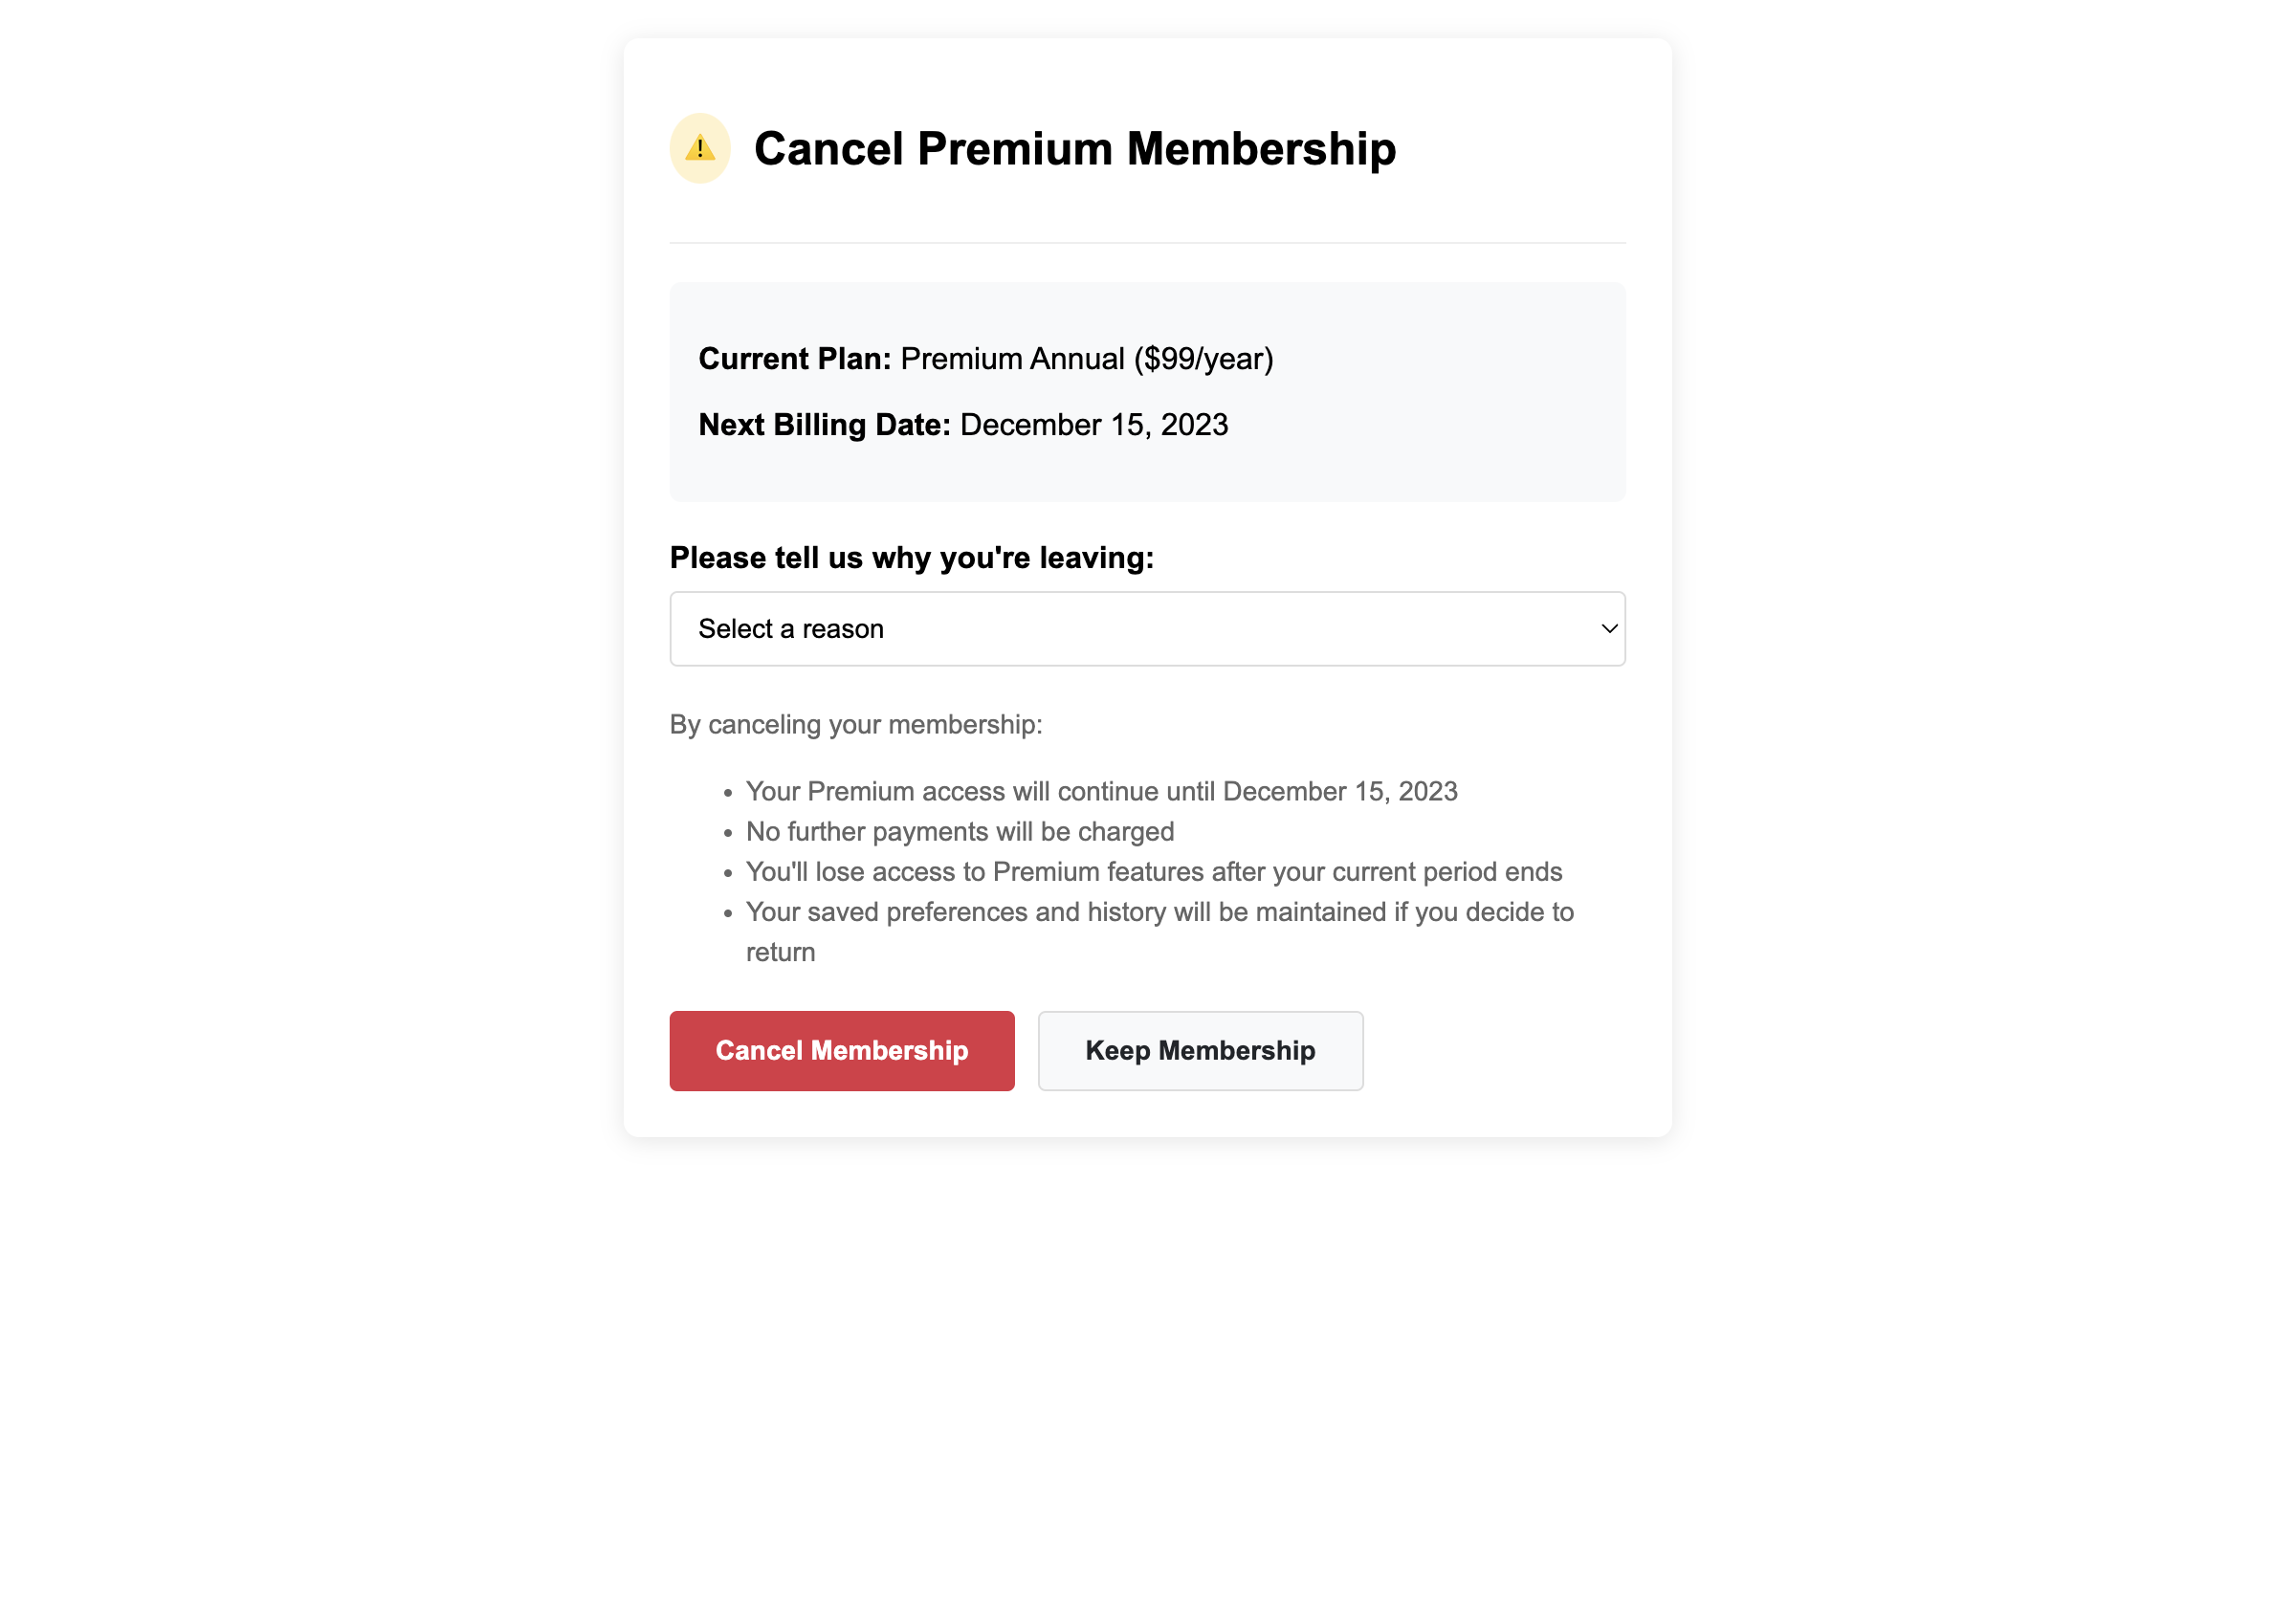 Cancel Premium Membership
Current Plan: Premium Annual ($99/year)
Next Billing Date: December 15, 2023
Please tell us why you're leaving:
Select a reason
By canceling your membership:
• Your Premium access will continue until December 15, 2023
• No further payments will be charged
• You'll lose access to Premium features after your current period ends
• Your saved preferences and history will be maintained if you decide to
return
Cancel Membership
Keep Membership